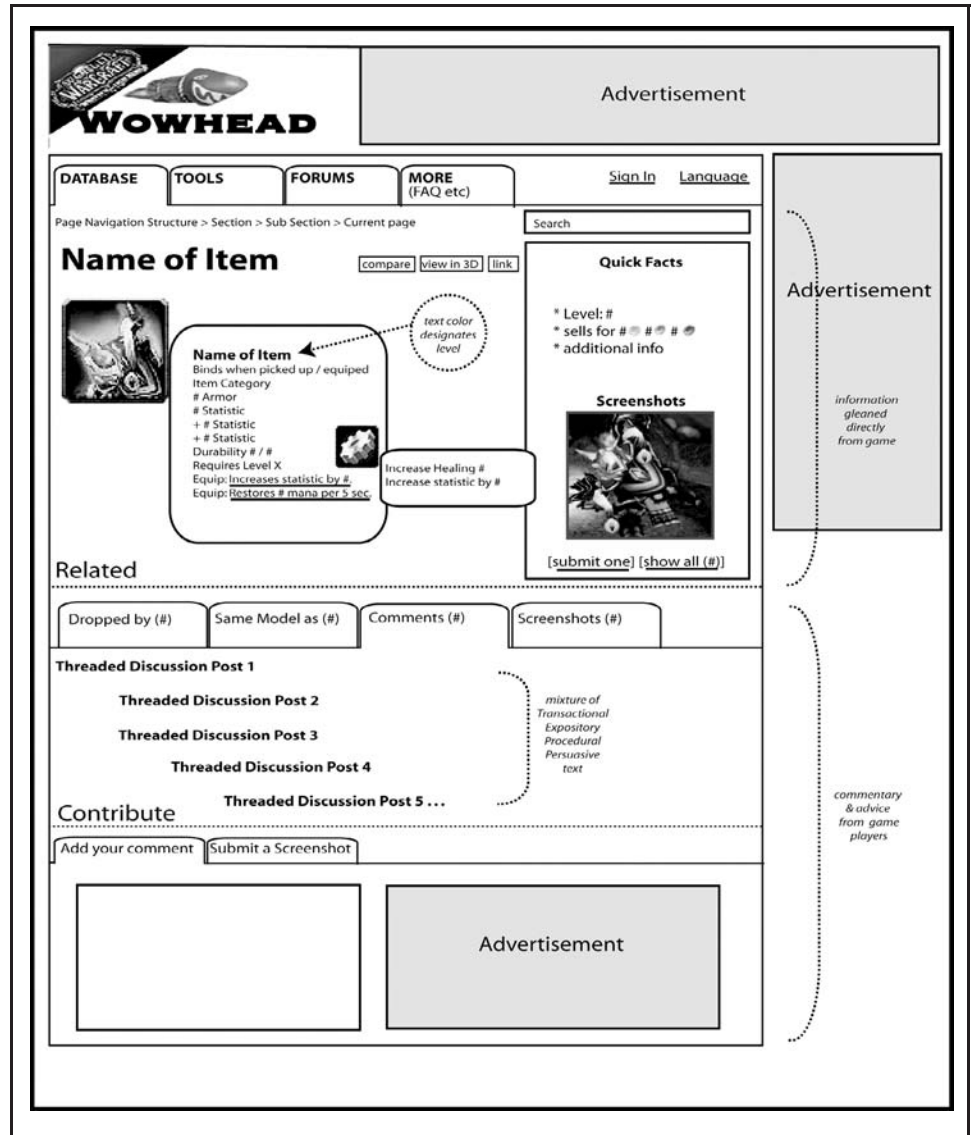 WORLD OF WARCRAFT
WOWHEAD
Advertisement
DATABASE
TOOLS
FORUMS
MORE
(FAQ etc)
Sign In
Language
Page Navigation Structure > Section > Sub Section > Current page
Search
Name of Item
compare
view in 3D
link
Quick Facts
* Level: #
* sells for # # #
* additional info
Advertisement
text color
designates
level
Name of Item
Binds when picked up / equiped
Item Category
# Armor
# Statistic
+ # Statistic
+ # Statistic
Durability # / #
Requires Level X
Equip: Increases statistic by #.
Equip: Restores # mana per 5 sec.
Increase Healing #
Increase statistic by #
Screenshots
[submit one] [show all (#)]
information
gleaned
directly
from game
Related
Dropped by (#)
Same Model as (#)
Comments (#)
Screenshots (#)
Threaded Discussion Post 1
Threaded Discussion Post 2
Threaded Discussion Post 3
Threaded Discussion Post 4
Threaded Discussion Post 5 . . .
mixture of
Transactional
Expository
Procedural
Persuasive
text
commentary
& advice
from game
players
Contribute
Add your comment
Submit a Screenshot
Advertisement